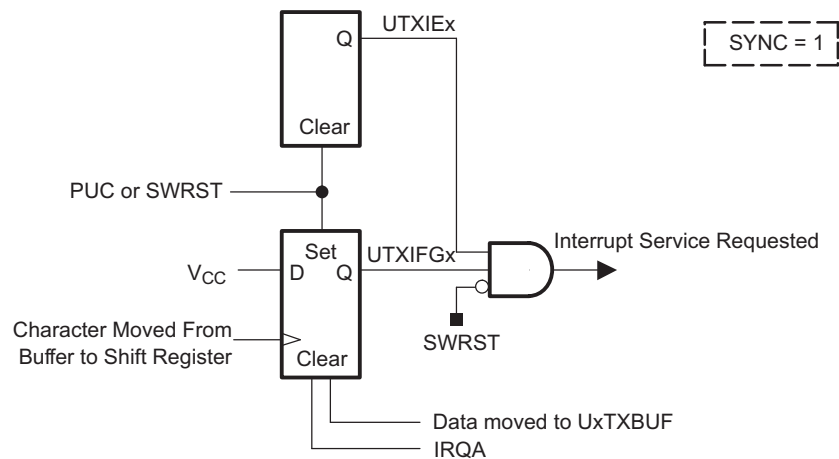 Q
UTXIEx
SYNC = 1
Clear
PUC or SWRST
Set
UTXIFGx
Interrupt Service Requested
VCC
D
Q
Character Moved From
Buffer to Shift Register
Clear
SWRST
Data moved to UxTXBUF
IRQA